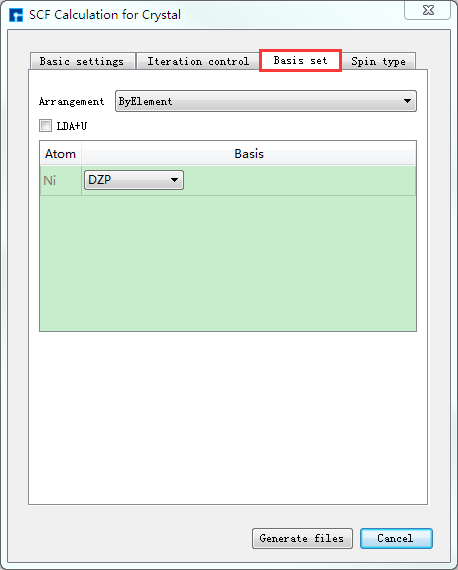 SCF Calculation for Crystal
Basic settings Iteration control Basis set Spin type
Arrangement ByElement
LDA+U
Atom Basis
Ni DZP
Generate files Cancel